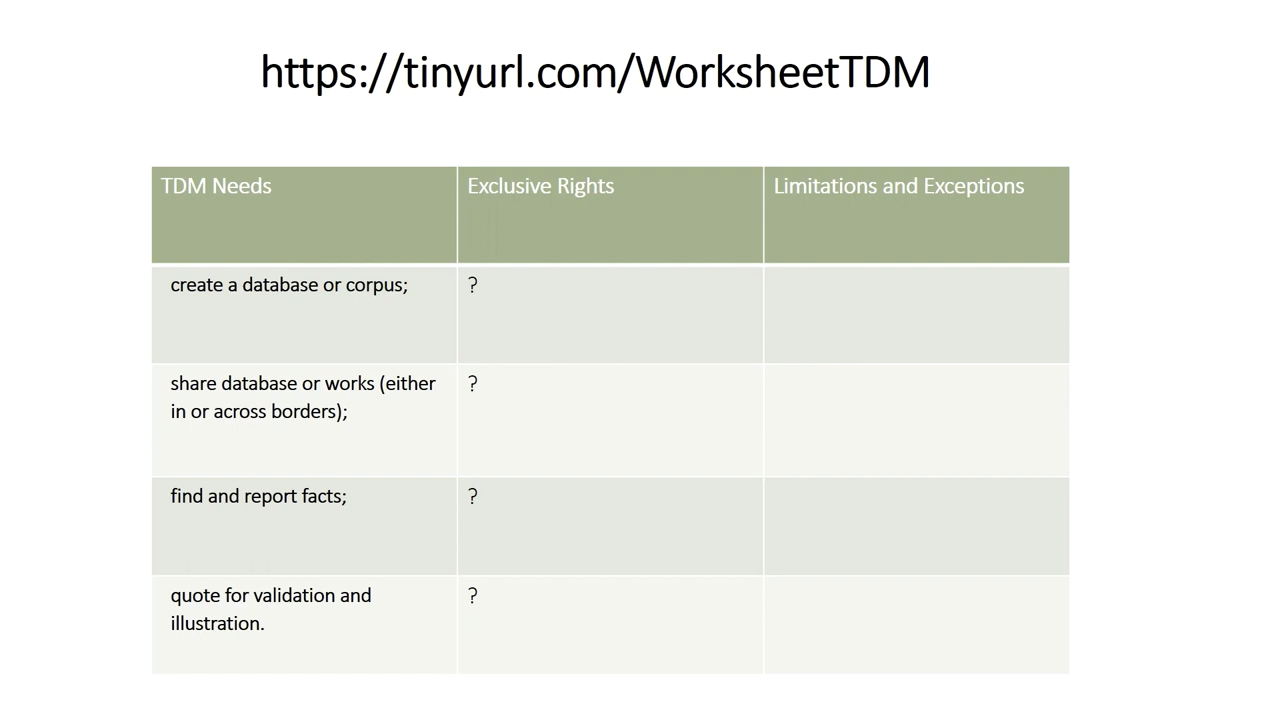 https://tinyurl.com/WorksheetTDM
TDM Needs
Exclusive Rights
Limitations and Exceptions
create a database or corpus;
?
share database or works (either
in or across borders);
?
find and report facts;
?
quote for validation and
illustration.
?